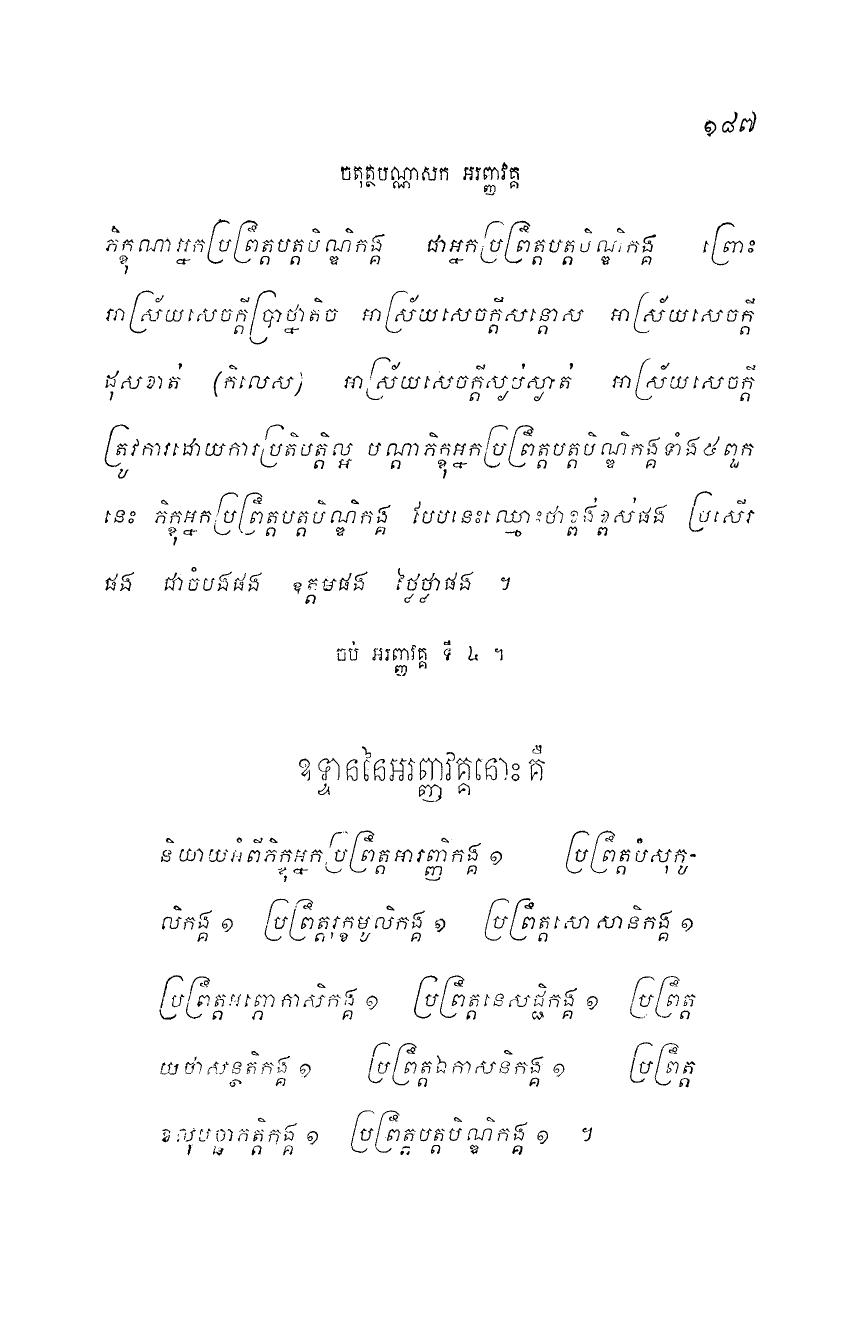 ១៨៧
ចតុត្ថបណ្ណាសក អរញ្ញវគ្គ
ភិក្ខុណាអ្នកប្រព្រឹត្តបត្តបិណ្ឌិកង្គ ជាអ្នកប្រព្រឹត្តបត្តបិណ្ឌិកង្គ ព្រោះ
អាស្រ័យសេចក្តីប្រាថ្នាតិច អាស្រ័យសេចក្តីសន្តោស អាស្រ័យសេចក្តី
ដុសខាត់ (កិលេស) អាស្រ័យសេចក្តីស្ងប់ស្ងាត់ អាស្រ័យសេចក្តី
ត្រូវការដោយការប្រតិបត្តិល្អ បណ្តាភិក្ខុអ្នកប្រព្រឹត្តបត្តបិណ្ឌិកង្គទាំង៥ពួក
នេះ ភិក្ខុអ្នកប្រព្រឹត្តបត្តបិណ្ឌិកង្គ បែបនេះឈ្មោះថាខ្ពង់ខ្ពស់ផង ប្រសើរ
ផង ជាចំបងផង ឧត្តមផង ថ្លៃថ្លាផង ។
ចប់ អរញ្ញវគ្គ ទី ៤ ។
ឧទ្ទាននៃអរញ្ញវគ្គនោះ គឺ
និយាយអំពីភិក្ខុអ្នកប្រព្រឹត្តអារញ្ញិកង្គ ១ ប្រព្រឹត្តបំសុកូ-
លិកង្គ ១ ប្រព្រឹត្តរុក្ខមូលិកង្គ ១ ប្រព្រឹត្តសោសានិកង្គ ១
ប្រព្រឹត្តអព្ភោកាសិកង្គ ១ ប្រព្រឹត្តនេសជ្ជិកង្គ ១ ប្រព្រឹត្ត
យថាសន្ថតិកង្គ ១ ប្រព្រឹត្តឯកាសនិកង្គ ១ ប្រព្រឹត្ត
ខលុបច្ឆាភត្តិកង្គ ១ ប្រព្រឹត្តបត្តបិណ្ឌិកង្គ ១ ។